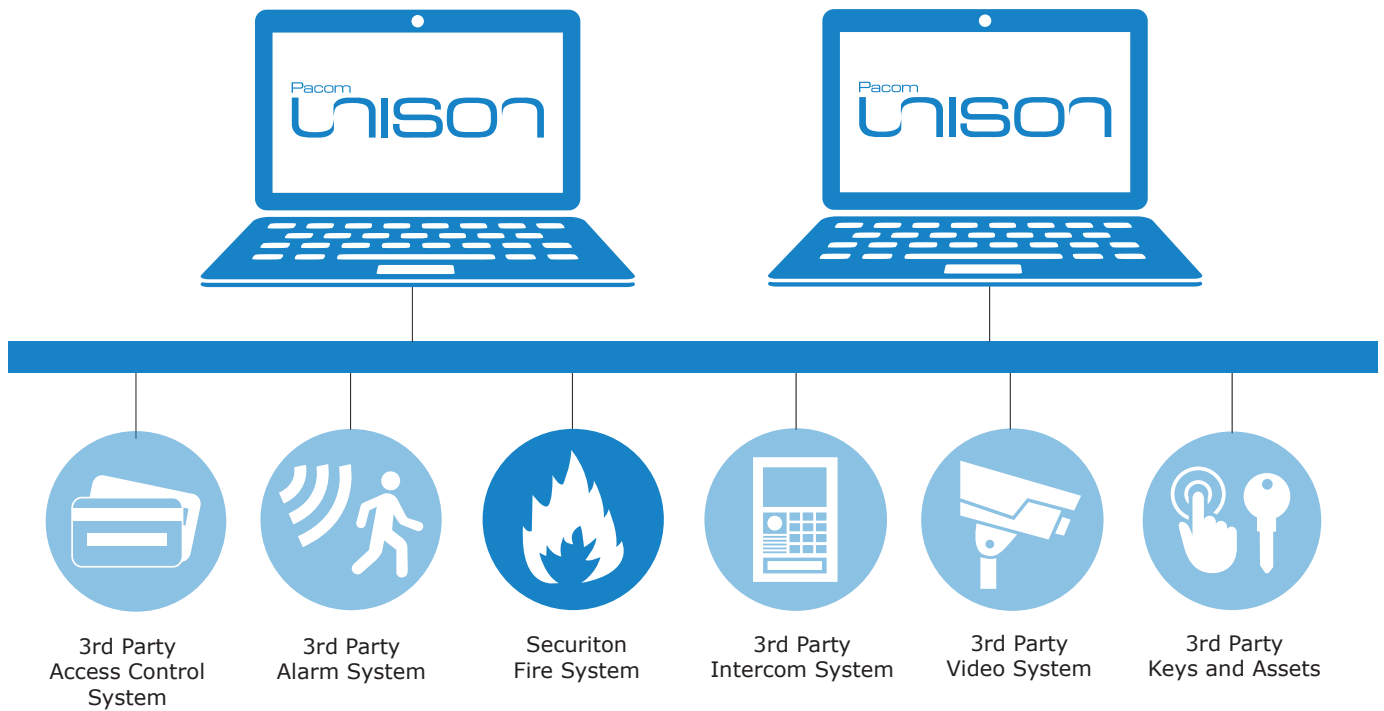 Pacom
UNISON
Pacom
UNISON
3rd Party
Access Control
System
3rd Party
Alarm System
Securiton
Fire System
3rd Party
Intercom System
3rd Party
Video System
3rd Party
Keys and Assets